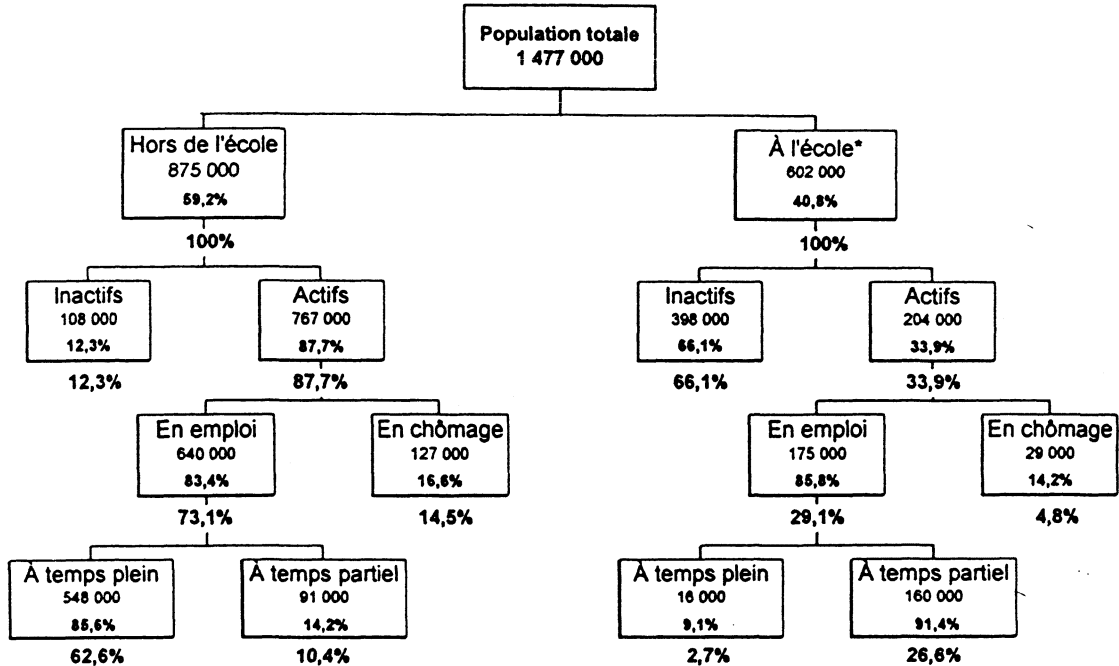 Population totale
1 477 000
Hors de l'école
875 000
59,2%
100%
À l'école*
602 000
40,8%
100%
Inactifs
108 000
12,3%
12,3%
Actifs
767 000
87,7%
87,7%
Inactifs
398 000
66,1%
66,1%
Actifs
204 000
33,9%
33,9%
En emploi
640 000
83,4%
73,1%
En chômage
127 000
16,6%
14,5%
En emploi
175 000
85,8%
29,1%
En chômage
29 000
14,2%
4,8%
À temps plein
548 000
85,6%
62,6%
À temps partiel
91 000
14,2%
10,4%
À temps plein
16 000
9,1%
2,7%
À temps partiel
160 000
91,4%
26,6%